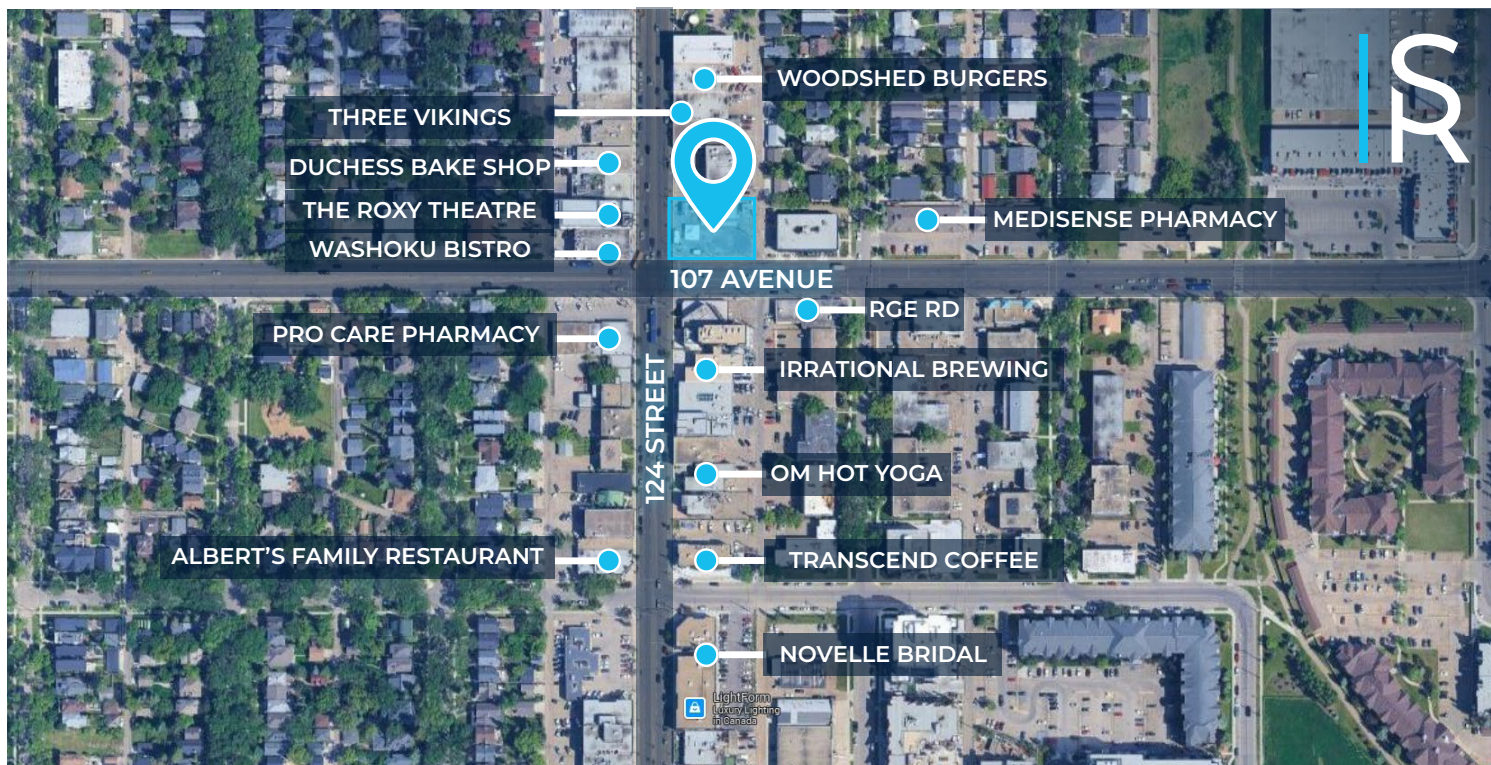 SR
WOODSHED BURGERS
THREE VIKINGS
DUCHESS BAKE SHOP
THE ROXY THEATRE
MEDISENSE PHARMACY
WASHOKU BISTRO
107 AVENUE
RGE RD
PRO CARE PHARMACY
IRRATIONAL BREWING
124 STREET
OM HOT YOGA
ALBERT’S FAMILY RESTAURANT
TRANSCEND COFFEE
NOVELLE BRIDAL
LightForm
Luxury Lighting
in Canada